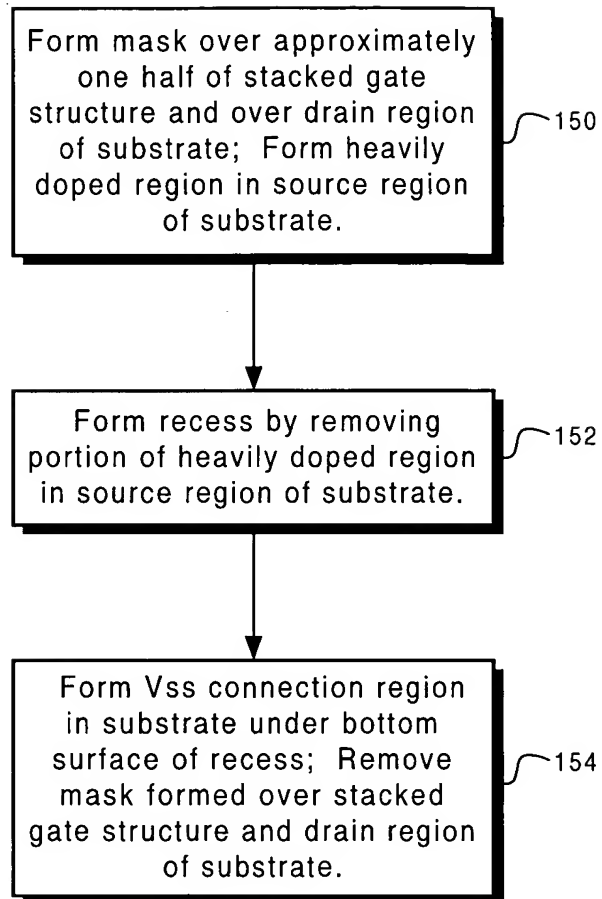 Form mask over approximately
one half of stacked gate
structure and over drain region
of substrate; Form heavily
doped region in source region
of substrate.
150
Form recess by removing
portion of heavily doped region
in source region of substrate.
152
Form Vss connection region
in substrate under bottom
surface of recess; Remove
mask formed over stacked
gate structure and drain region
of substrate.
154